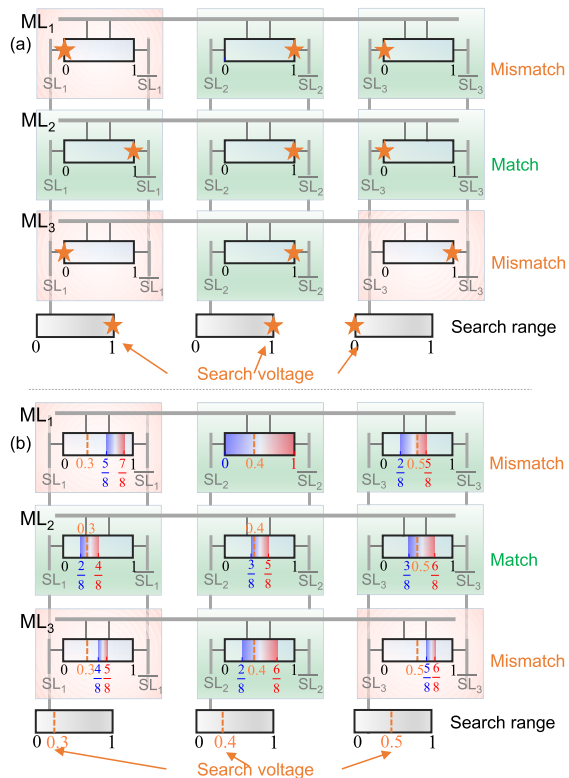 ML1
(a)
0 1 0 1 0 1
Mismatch
SL1 SL1 SL2 SL2 SL3 SL3
ML2
0 1 0 1 0 1
Match
SL1 SL1 SL2 SL2 SL3 SL3
ML3
0 1 0 1 0 1
Mismatch
SL1 SL1 SL2 SL2 SL3 SL3
Search range
0 1 0 1 0 1
Search voltage
ML1
(b)
0 0.3 5/8 7/8 1 0 0.4 1 0 2/8 0.5 5/8 1
Mismatch
SL1 SL1 SL2 SL2 SL3 SL3
ML2
0.3 0.4
0 2/8 4/8 1 0 3/8 5/8 1 0 3/8 0.5 6/8 1
Match
SL1 SL1 SL2 SL2 SL3 SL3
ML3
0 0.3 4/8 5/8 1 0 2/8 0.4 6/8 1 0 0.5 5/8 6/8 1
Mismatch
SL1 SL1 SL2 SL2 SL3 SL3
Search range
0 0.3 1 0 0.4 1 0 0.5 1
Search voltage